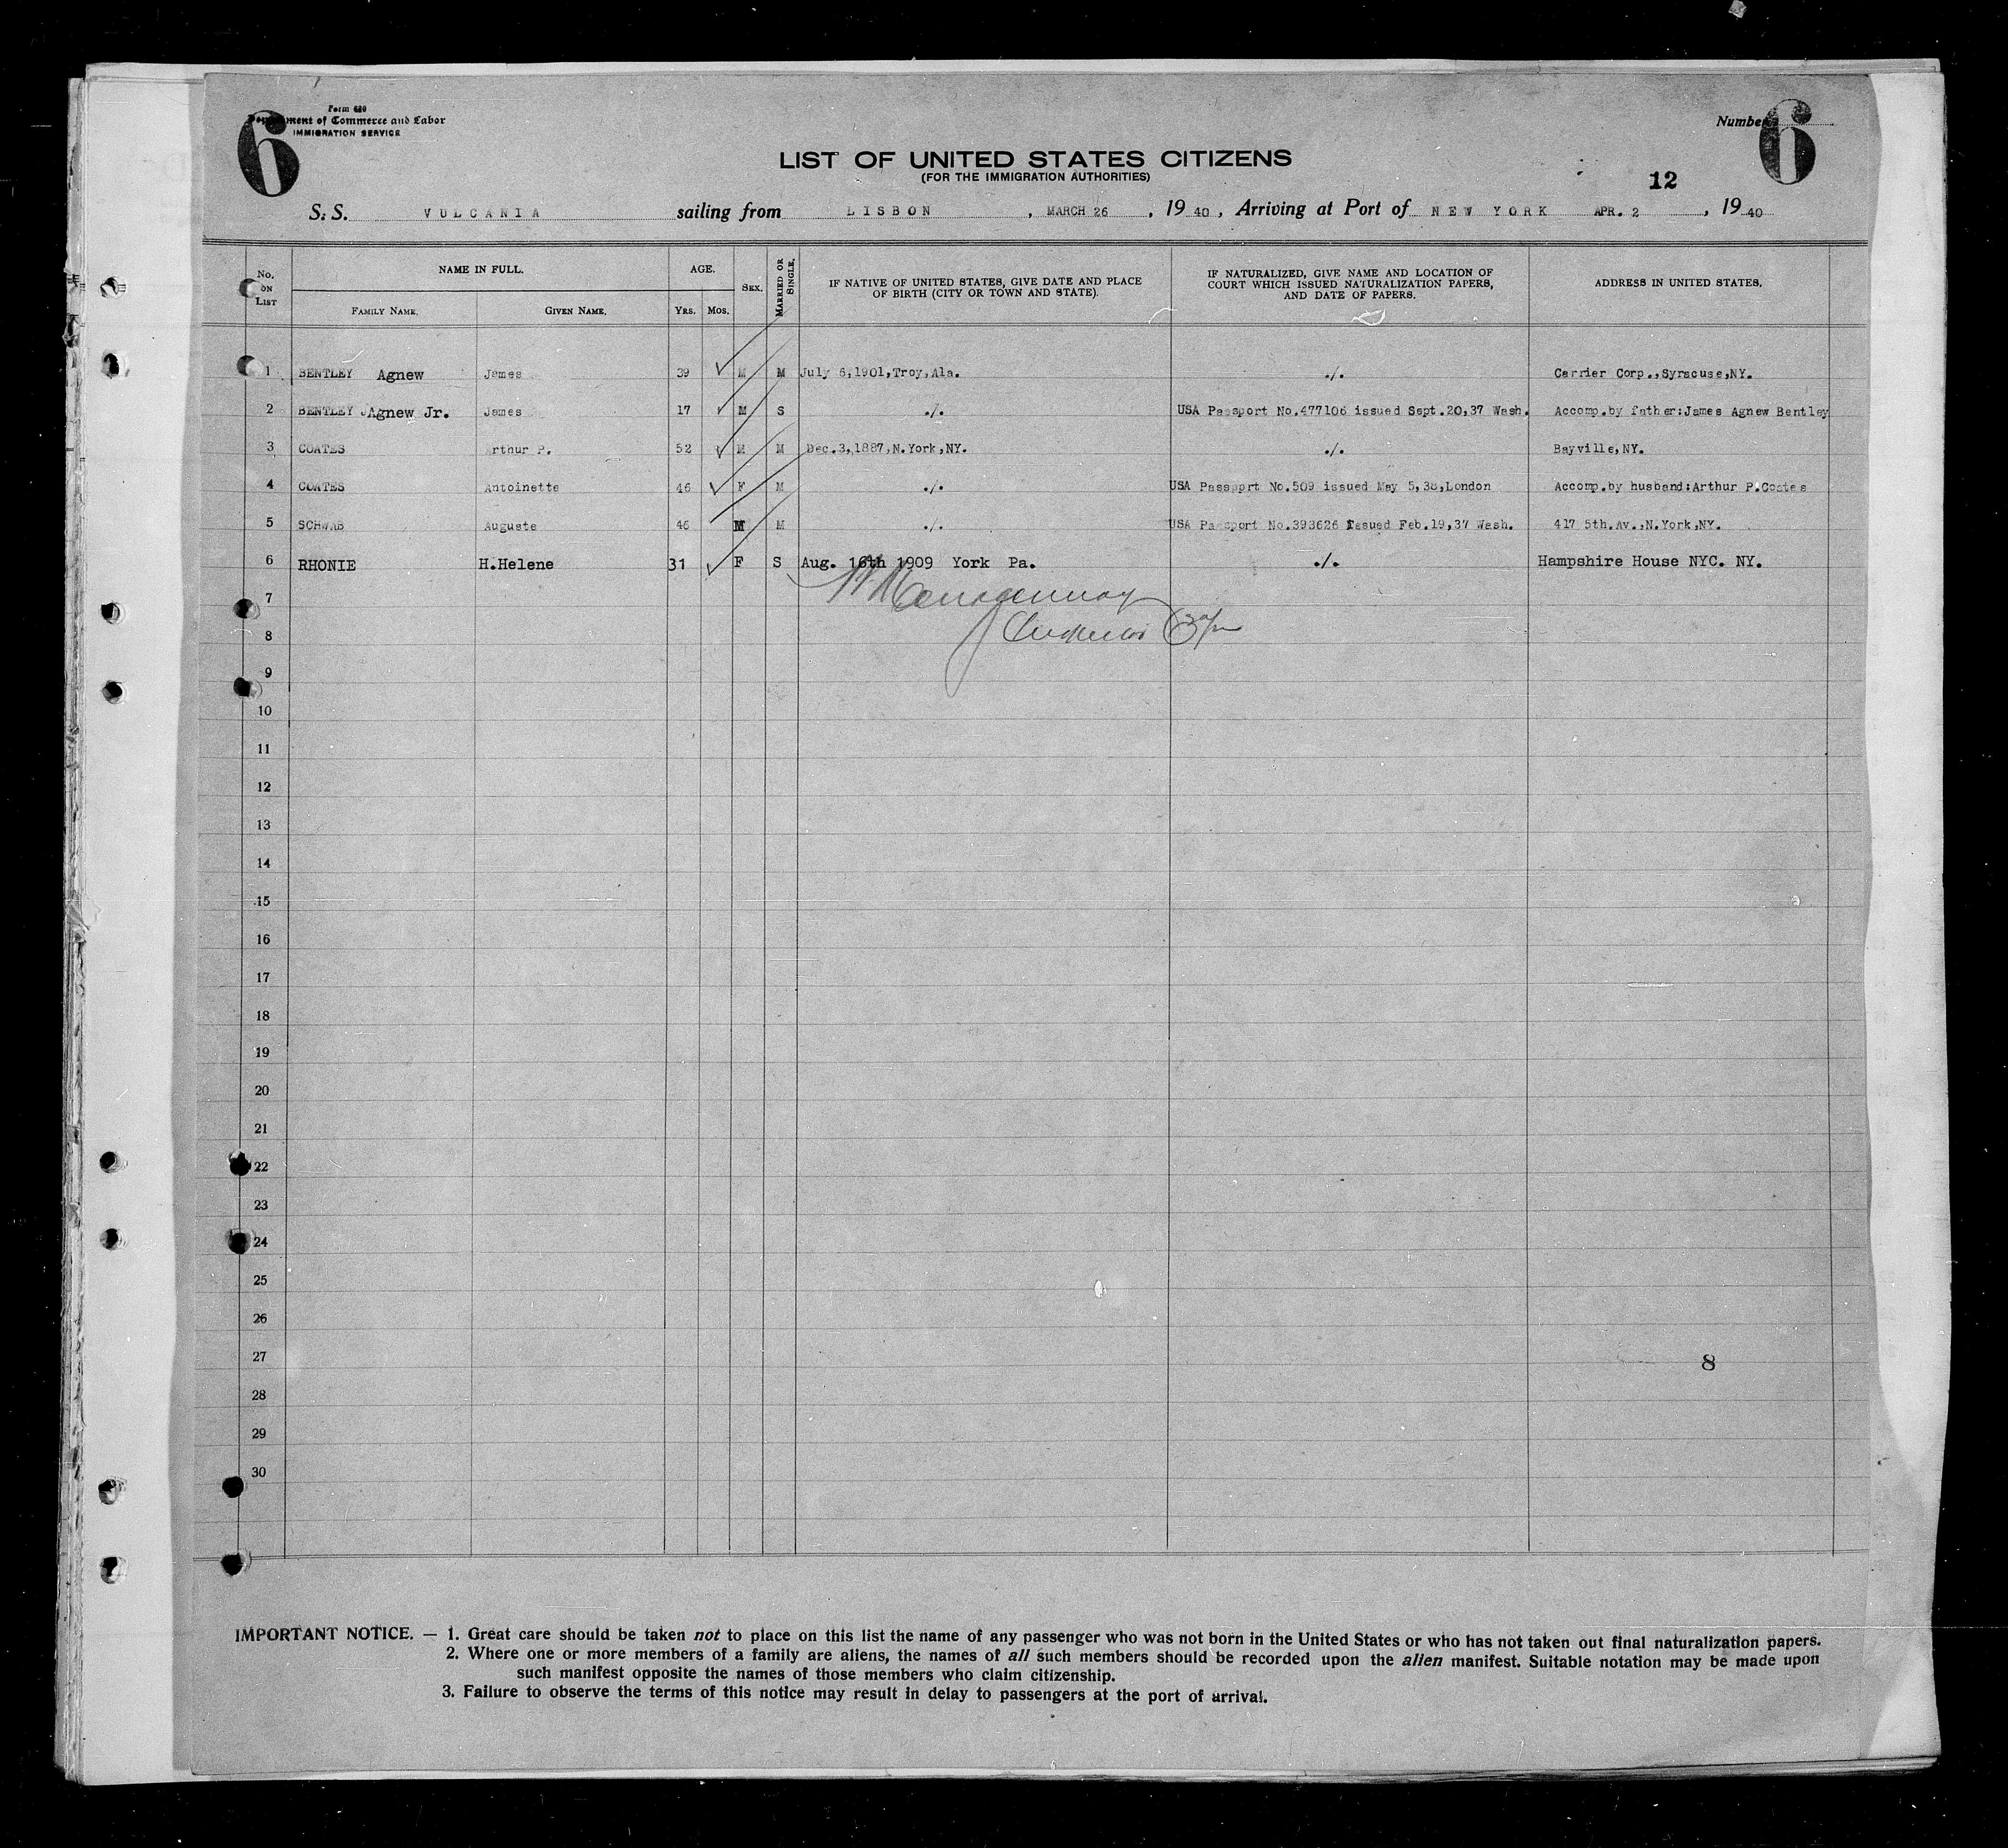 6
Form 630
Department of Commerce and Labor
IMMIGRATION SERVICE
Number 6
LIST OF UNITED STATES CITIZENS
(FOR THE IMMIGRATION AUTHORITIES)
12
S.S. VULCANIA sailing from LISBON, MARCH 26, 1940, Arriving at Port of NEW YORK APR. 2, 1940
No. ON LIST
NAME IN FULL.
FAMILY NAME. GIVEN NAME.
AGE.
YRS. MOS.
SEX.
MARRIED OR SINGLE.
IF NATIVE OF UNITED STATES, GIVE DATE AND PLACE
OF BIRTH (CITY OR TOWN AND STATE).
IF NATURALIZED, GIVE NAME AND LOCATION OF
COURT WHICH ISSUED NATURALIZATION PAPERS,
AND DATE OF PAPERS.
ADDRESS IN UNITED STATES.
1 BENTLEY Agnew James 39 M M July 6,1901,Troy,Ala. ./. Carrier Corp.,Syracuse,NY.
2 BENTLEY Agnew Jr. James 17 M S ./. USA Passport No.477106 issued Sept.20,37 Wash. Accomp.by father:James Agnew Bentley
3 COATES Arthur P. 52 M M Dec.3,1887,N.York,NY. ./. Bayville,NY.
4 COATES Antoinette 46 F M ./. USA Passport No.509 issued May 5,38,London Accomp.by husband:Arthur P.Coates
5 SCHWAB Auguste 46 M M ./. USA Passport No.393626 Issued Feb.19,37 Wash. 417 5th.Av.,N.York,NY.
6 RHONIE H.Helene 31 F S Aug. 16th 1909 York Pa. ./. Hampshire House NYC. NY.
7
8
9
10
11
12
13
14
15
16
17
18
19
20
21
22
23
24
25
26
27
8
28
29
30
IMPORTANT NOTICE. — 1. Great care should be taken not to place on this list the name of any passenger who was not born in the United States or who has not taken out final naturalization papers.
2. Where one or more members of a family are aliens, the names of all such members should be recorded upon the alien manifest. Suitable notation may be made upon
such manifest opposite the names of those members who claim citizenship.
3. Failure to observe the terms of this notice may result in delay to passengers at the port of arrival.